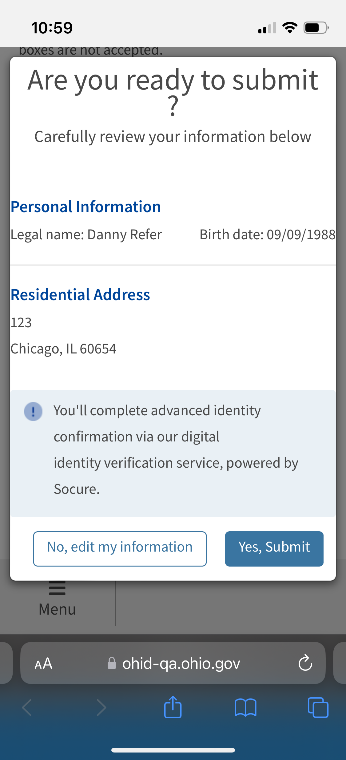 10:59
boxes are not accepted.
Are you ready to submit
?
Carefully review your information below
Personal Information
Legal name: Danny Refer Birth date: 09/09/1988
Residential Address
123
Chicago, IL 60654
You'll complete advanced identity
confirmation via our digital
identity verification service, powered by
Socure.
No, edit my information Yes, Submit
Menu
AA ohid-qa.ohio.gov